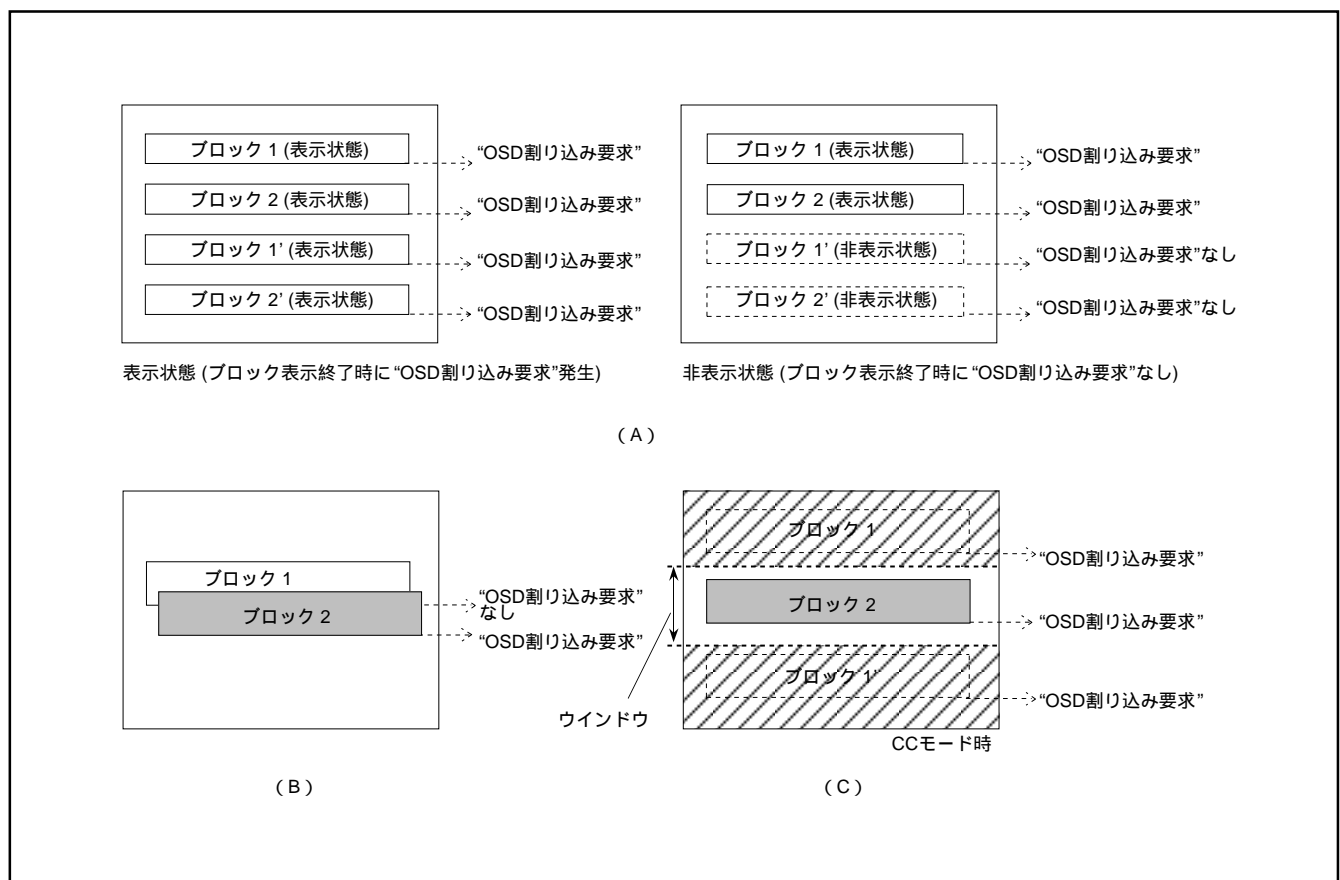 ブロック 1 (表示状態)
“OSD割り込み要求”
ブロック 2 (表示状態)
“OSD割り込み要求”
ブロック 1’ (表示状態)
“OSD割り込み要求”
ブロック 2’ (表示状態)
“OSD割り込み要求”
表示状態 (ブロック表示終了時に“OSD割り込み要求”発生)
ブロック 1 (表示状態)
“OSD割り込み要求”
ブロック 2 (表示状態)
“OSD割り込み要求”
ブロック 1’ (非表示状態)
“OSD割り込み要求”なし
ブロック 2’ (非表示状態)
“OSD割り込み要求”なし
非表示状態 (ブロック表示終了時に“OSD割り込み要求”なし)
(A)
ブロック 1
ブロック 2
“OSD割り込み要求”
なし
“OSD割り込み要求”
(B)
ブロック 1
“OSD割り込み要求”
ブロック 2
“OSD割り込み要求”
ブロック 1’
“OSD割り込み要求”
ウインドウ
CCモード時
(C)